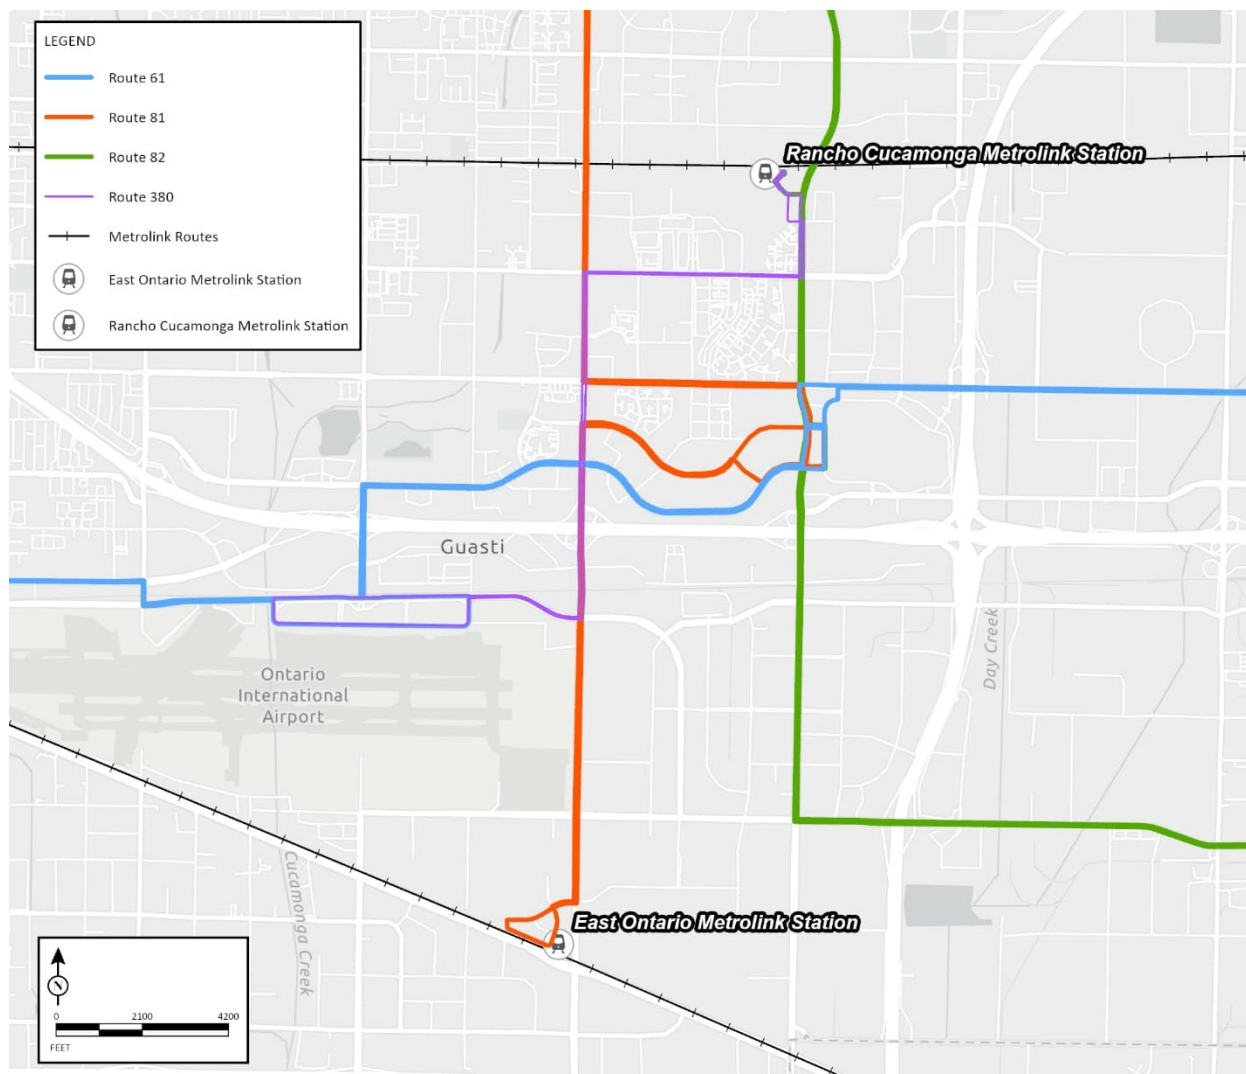 LEGEND
Route 61
Route 81
Route 82
Route 380
Metrolink Routes
East Ontario Metrolink Station
Rancho Cucamonga Metrolink Station
Rancho Cucamonga Metrolink Station
Guasti
Ontario
International
Airport
Day Creek
Cucamonga Creek
East Ontario Metrolink Station
0 2100 4200
FEET